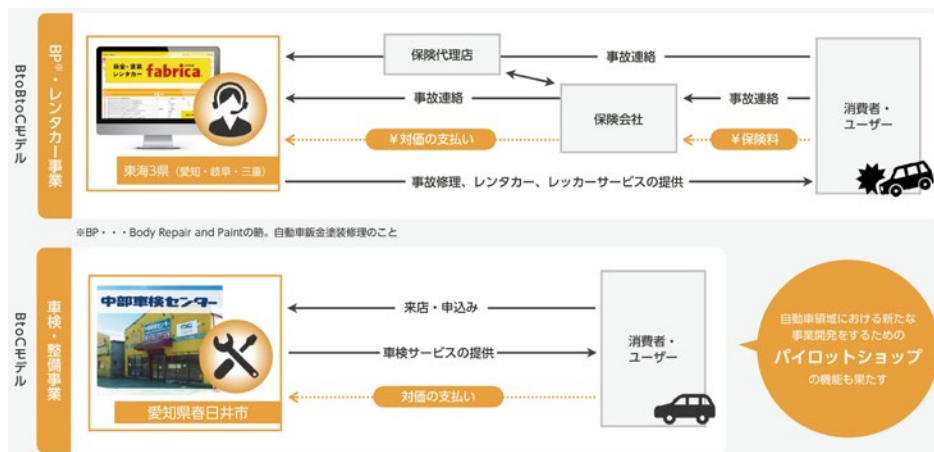 BtoBtoCモデル
BP※・レンタカー事業
鈑金・塗装
レンタカー
fabrica
東海3県（愛知・岐阜・三重）
保険代理店
事故連絡
事故連絡
保険会社
事故連絡
￥対価の支払い
￥保険料
消費者・
ユーザー
事故修理、レンタカー、レッカーサービスの提供
※BP・・・Body Repair and Paintの略。自動車鈑金塗装修理のこと
BtoCモデル
車検・整備事業
中部車検センター
愛知県春日井市
来店・申込み
車検サービスの提供
対価の支払い
消費者・
ユーザー
自動車領域における新たな
事業開発をするための
パイロットショップ
の機能も果たす